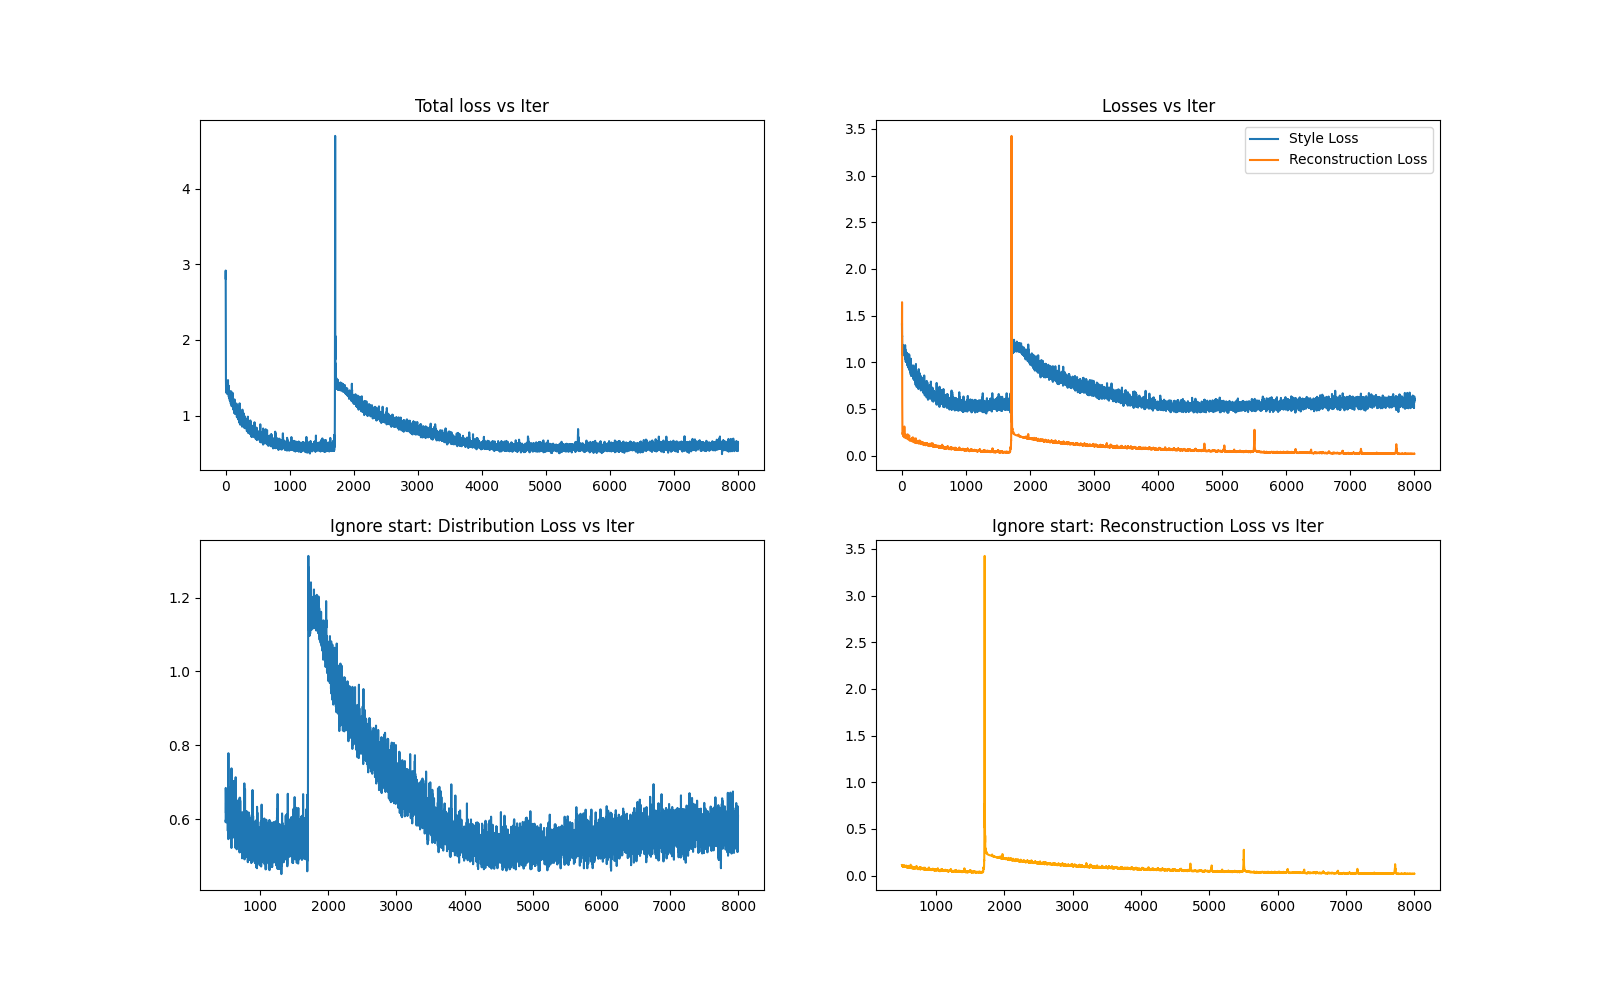 Total loss vs Iter
4
3
2
1
0 1000 2000 3000 4000 5000 6000 7000 8000
Losses vs Iter
Style Loss
Reconstruction Loss
3.5
3.0
2.5
2.0
1.5
1.0
0.5
0.0
0 1000 2000 3000 4000 5000 6000 7000 8000
Ignore start: Distribution Loss vs Iter
1.2
1.0
0.8
0.6
1000 2000 3000 4000 5000 6000 7000 8000
Ignore start: Reconstruction Loss vs Iter
3.5
3.0
2.5
2.0
1.5
1.0
0.5
0.0
1000 2000 3000 4000 5000 6000 7000 8000